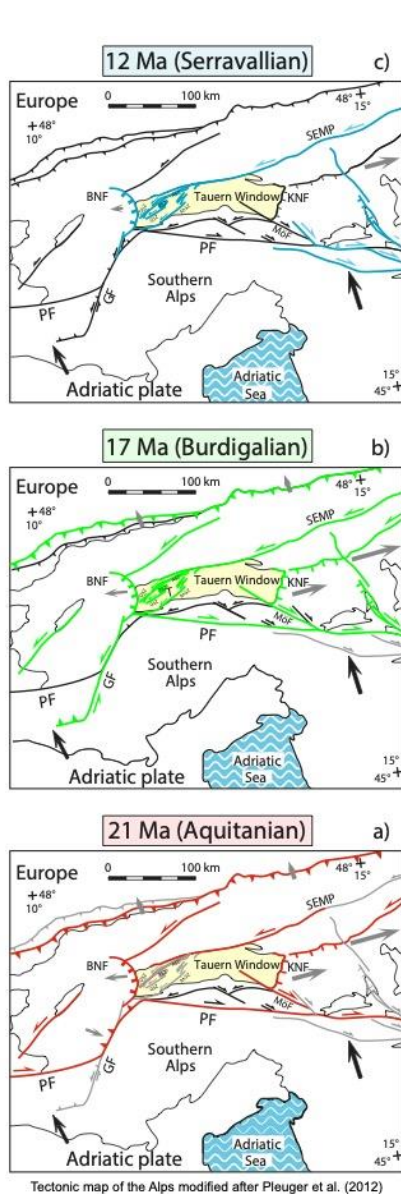 12 Ma (Serravallian)
c)
Europe
0 100 km
48°
15°
+48°
10°
SEMP
BNF
Tauern Window
KNF
MöF
PF
GF
PF
Southern
Alps
Adriatic plate
Adriatic
Sea
15°
45°+
17 Ma (Burdigalian)
b)
Europe
0 100 km
48°
15°
+48°
10°
SEMP
BNF
T
Tauern Window
KNF
MöF
PF
GF
PF
Southern
Alps
Adriatic plate
Adriatic
Sea
15°
45°+
21 Ma (Aquitanian)
a)
Europe
0 100 km
48°
15°
+48°
10°
SEMP
BNF
Tauern Window
KNF
MöF
PF
GF
PF
Southern
Alps
Adriatic plate
Adriatic
Sea
15°
45°+
Tectonic map of the Alps modified after Pleuger et al. (2012)